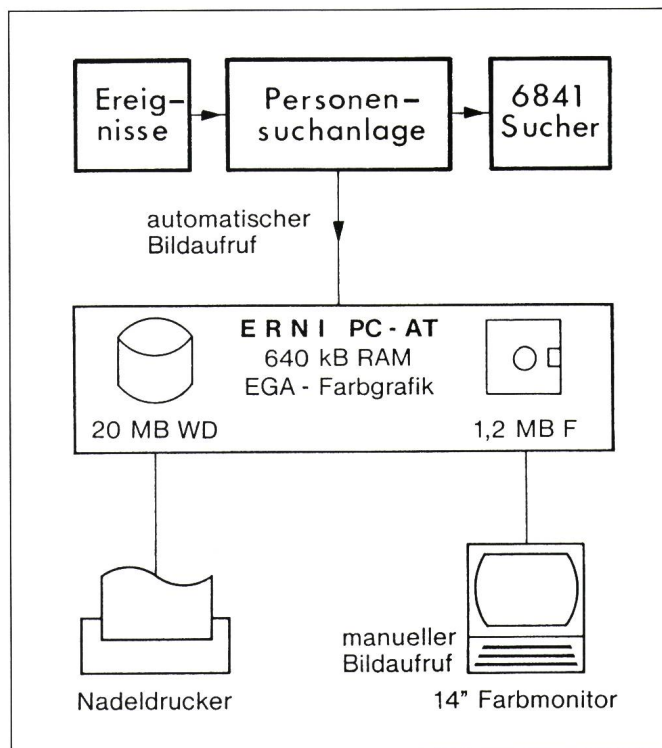 Ereig-
nisse
Personen-
suchanlage
6841
Sucher
automatischer
Bildaufruf
ERNI PC-AT
640 kB RAM
EGA - Farbgrafik
20 MB WD
1,2 MB F
manueller
Bildaufruf
Nadeldrucker
14" Farbmonitor